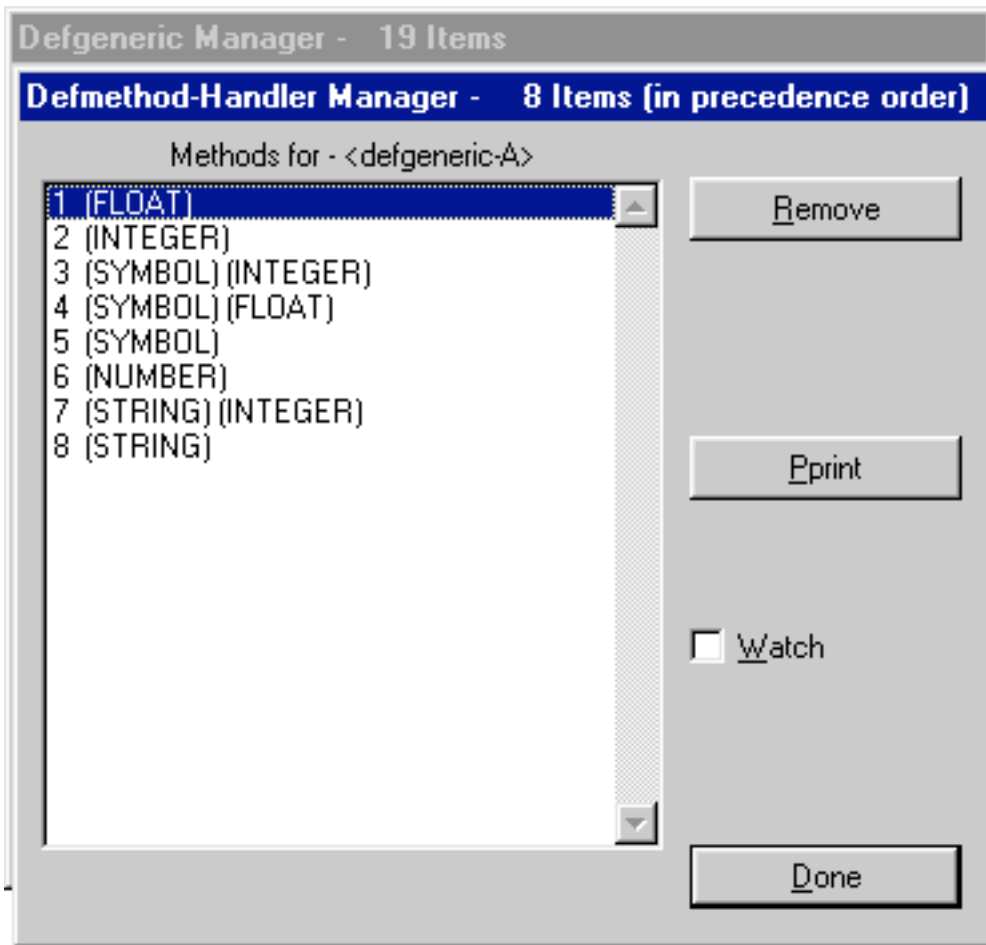 Defgeneric Manager - 19 Items
Defmethod-Handler Manager - 8 Items (in precedence order)
Methods for - <defgeneric-A>
1 (FLOAT)
2 (INTEGER)
3 (SYMBOL) (INTEGER)
4 (SYMBOL) (FLOAT)
5 (SYMBOL)
6 (NUMBER)
7 (STRING) (INTEGER)
8 (STRING)
Remove
Pprint
Watch
Done